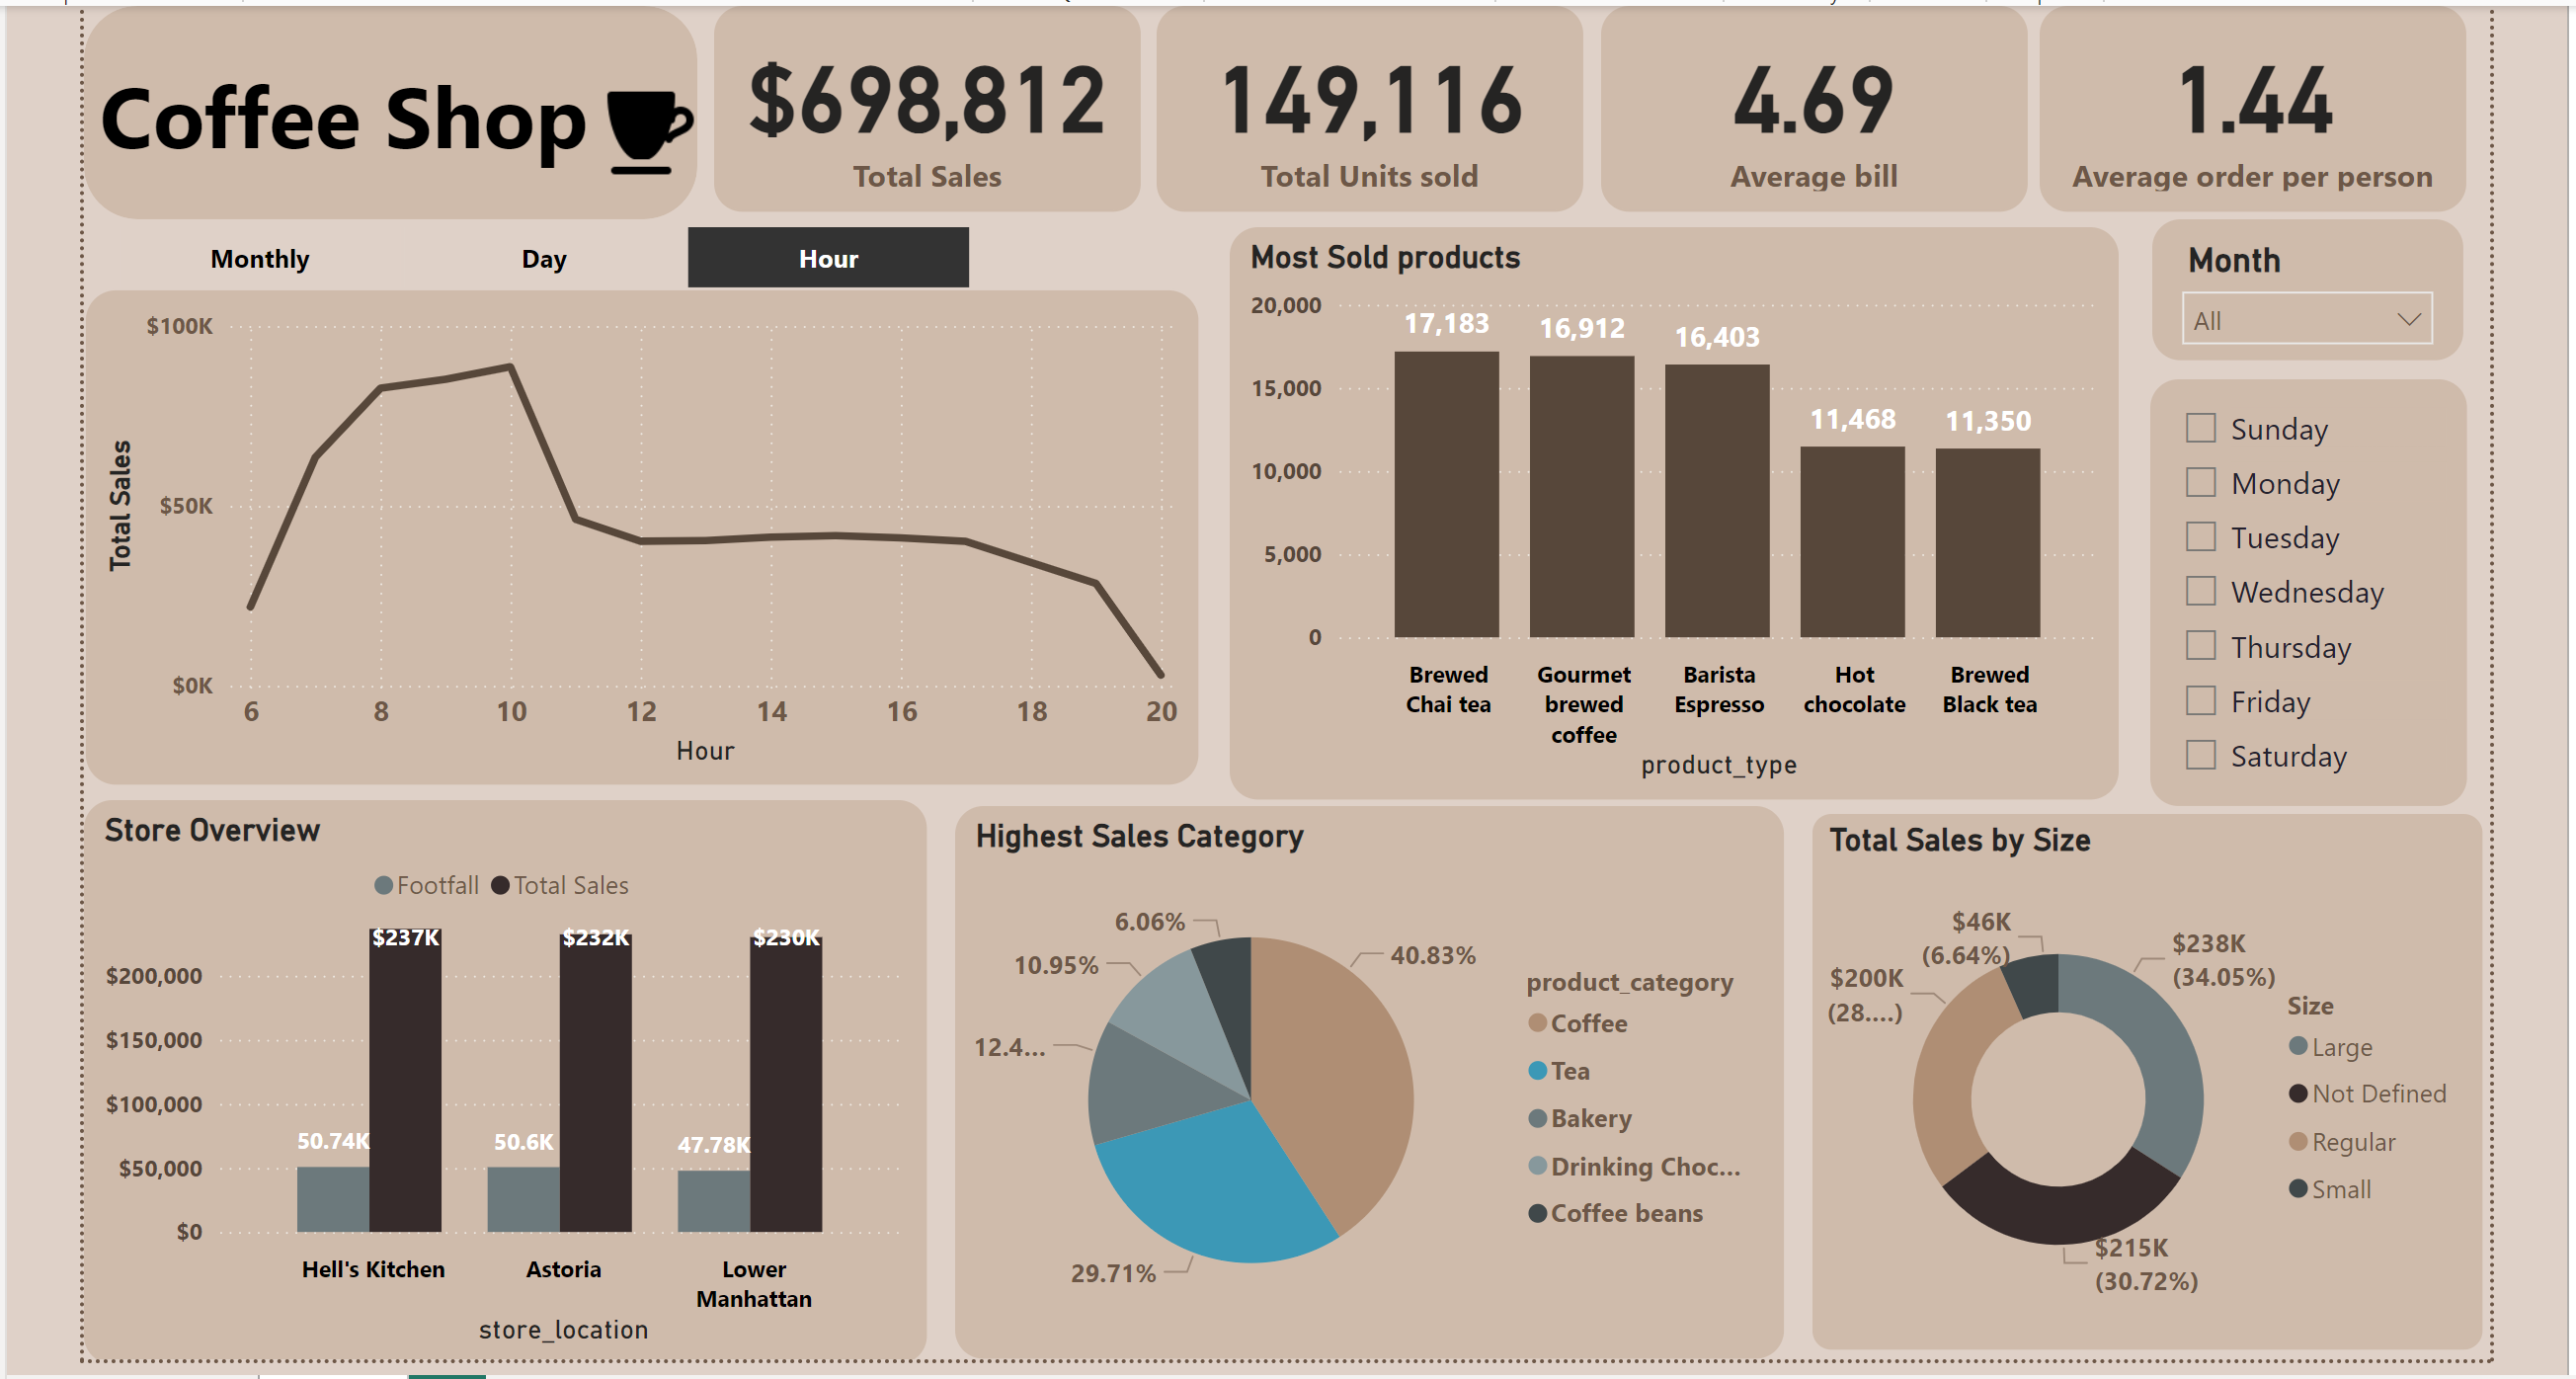 Coffee Shop
$698,812
Total Sales
149,116
Total Units sold
4.69
Average bill
1.44
Average order per person
Monthly
Day
Hour
$100K
$50K
$0K
Total Sales
6 8 10 12 14 16 18 20
Hour
Most Sold products
20,000
15,000
10,000
5,000
0
17,183
16,912
16,403
11,468
11,350
Brewed
Chai tea
Gourmet
brewed
coffee
Barista
Espresso
Hot
chocolate
Brewed
Black tea
product_type
Month
All
Sunday
Monday
Tuesday
Wednesday
Thursday
Friday
Saturday
Store Overview
Footfall
Total Sales
$200,000
$150,000
$100,000
$50,000
$0
50.74K
$237K
50.6K
$232K
47.78K
$230K
Hell's Kitchen
Astoria
Lower
Manhattan
store_location
Highest Sales Category
6.06%
10.95%
12.4...
29.71%
40.83%
product_category
Coffee
Tea
Bakery
Drinking Choc...
Coffee beans
Total Sales by Size
$46K
(6.64%)
$200K
(28....)
$238K
(34.05%)
$215K
(30.72%)
Size
Large
Not Defined
Regular
Small